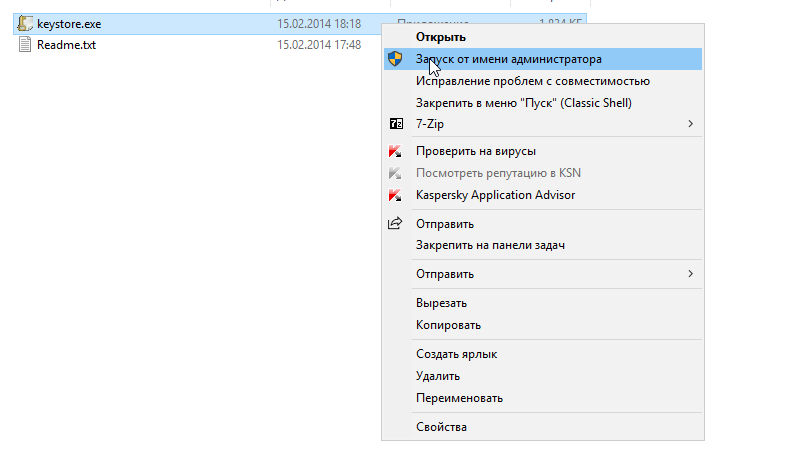 keystore.exe 15.02.2014 18:18 Приложение 1 834 КБ
Readme.txt 15.02.2014 17:48
Открыть
Запуск от имени администратора
Исправление проблем с совместимостью
Закрепить в меню "Пуск" (Classic Shell)
7-Zip
Проверить на вирусы
Посмотреть репутацию в KSN
Kaspersky Application Advisor
Отправить
Закрепить на панели задач
Отправить
Вырезать
Копировать
Создать ярлык
Удалить
Переименовать
Свойства